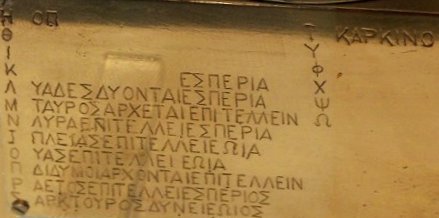 Η ΟΠ
Θ
Ι
Κ ΕΣΠΕΡΙΑ
Λ ΥΑΔΕΣΔΥΟΝΤΑΙΕΣΠΕΡΙΑ
Μ ΤΑΥΡΟΣΑΡΧΕΤΑΙΕΠΙΤΕΛΛΕΙΝ
Ν ΛΥΡΑΕΠΙΤΕΛΛΕΙΕΣΠΕΡΙΑ
Ξ ΠΛΕΙΑΣΕΠΙΤΕΛΛΕΙΕΩΙΑ
Ο ΥΑΣΕΠΙΤΕΛΛΕΙΕΩΙΑ
Π ΔΙΔΥΜΟΙΑΡΧΟΝΤΑΙΕΠΙΤΕΛΛΕΙΝ
Ρ ΑΕΤΟΣΕΠΙΤΕΛΛΕΙΕΣΠΕΡΙΟΣ
Σ ΑΡΚΤΟΥΡΟΣΔΥΝΕΙΕΩΙΟΣ
Τ ΚΑΡΚΙΝΟ
Υ
Φ
Χ
Ψ
Ω